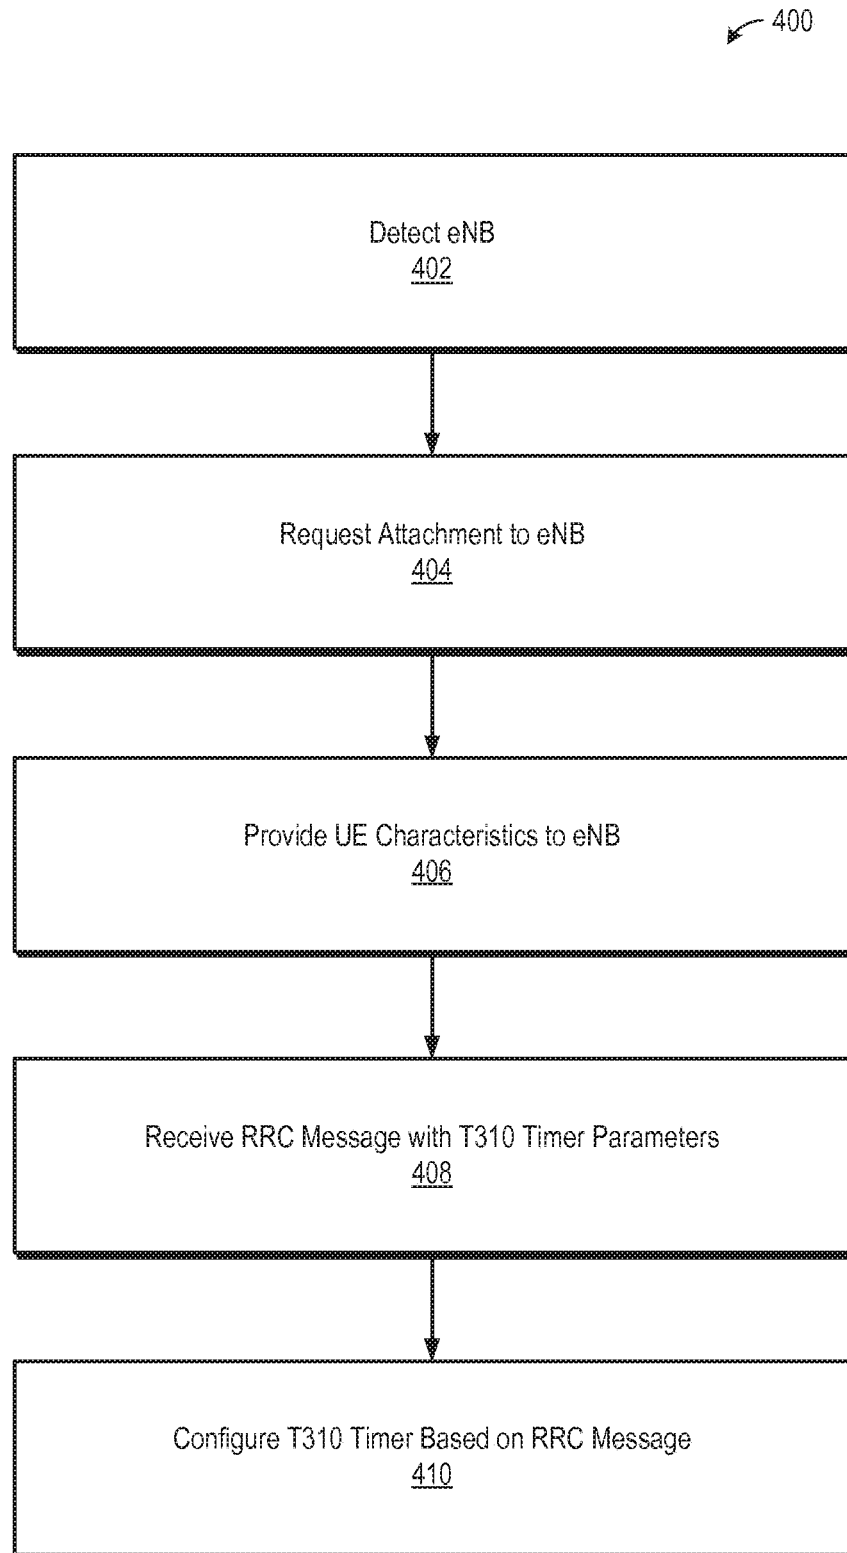 400
Detect eNB
402
Request Attachment to eNB
404
Provide UE Characteristics to eNB
406
Receive RRC Message with T310 Timer Parameters
408
Configure T310 Timer Based on RRC Message
410